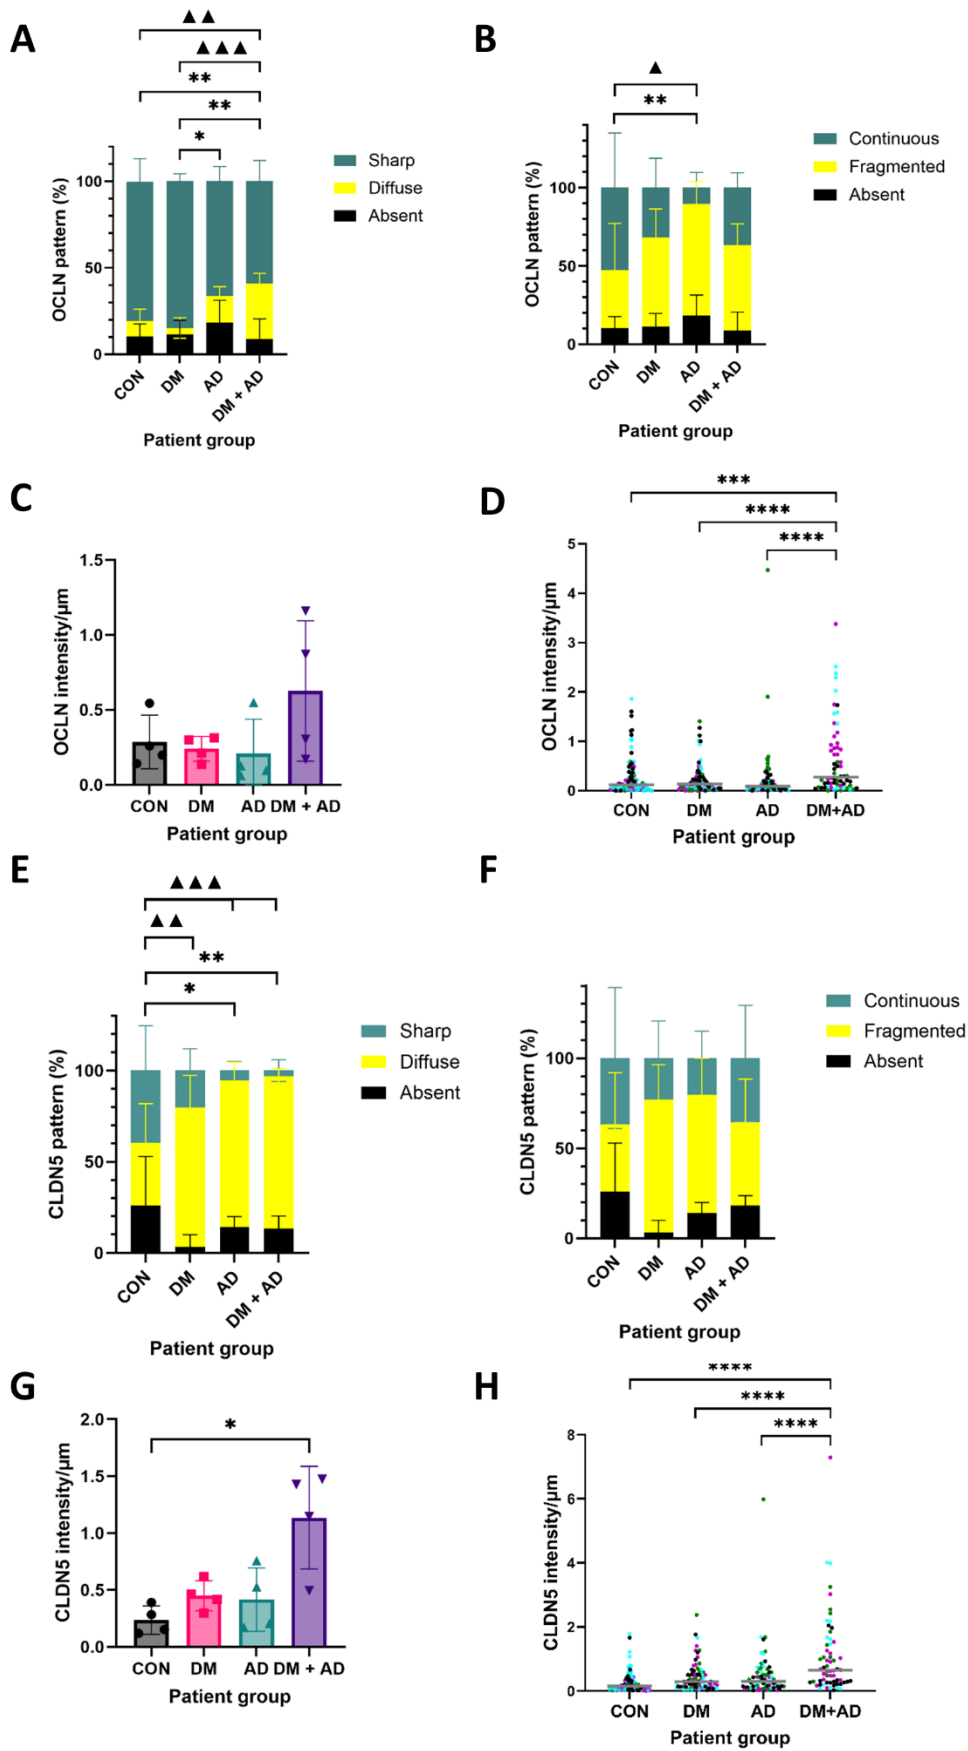 A
▲▲
▲▲▲
**
**
*
OCLN pattern (%)
100
50
0
CON
DM
AD
DM + AD
Patient group
Sharp
Diffuse
Absent
B
▲
**
OCLN pattern (%)
100
50
0
CON
DM
AD
DM + AD
Patient group
Continuous
Fragmented
Absent
C
OCLN intensity/µm
1.5
1.0
0.5
0.0
CON DM AD DM + AD
Patient group
D
***
****
****
OCLN intensity/µm
5
4
3
2
1
0
CON DM AD DM+AD
Patient group
E
▲▲▲
▲▲
**
*
CLDN5 pattern (%)
100
50
0
CON
DM
AD
DM + AD
Patient group
Sharp
Diffuse
Absent
F
CLDN5 pattern (%)
100
50
0
CON
DM
AD
DM + AD
Patient group
Continuous
Fragmented
Absent
G
*
CLDN5 intensity/µm
2.0
1.5
1.0
0.5
0.0
CON DM AD DM + AD
Patient group
H
****
****
****
CLDN5 intensity/µm
8
6
4
2
0
CON DM AD DM+AD
Patient group